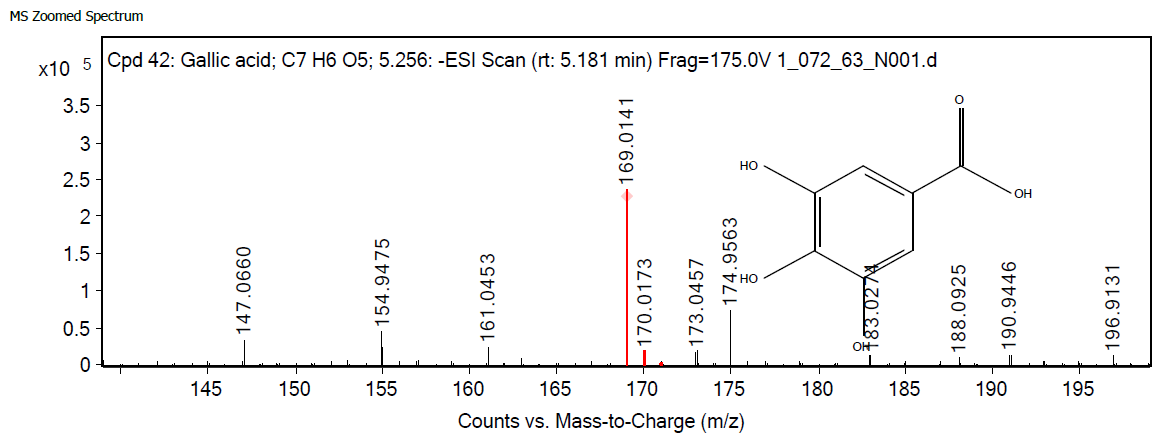 MS Zoomed Spectrum
x10 5
Cpd 42: Gallic acid; C7 H6 O5; 5.256: -ESI Scan (rt: 5.181 min) Frag=175.0V 1_072_63_N001.d
3.5
3
2.5
2
1.5
1
0.5
0
147.0660
154.9475
161.0453
169.0141
170.0173
173.0457
174.9563
183.0274
188.0925
190.9446
196.9131
O
HO
OH
HO
OH
145 150 155 160 165 170 175 180 185 190 195
Counts vs. Mass-to-Charge (m/z)